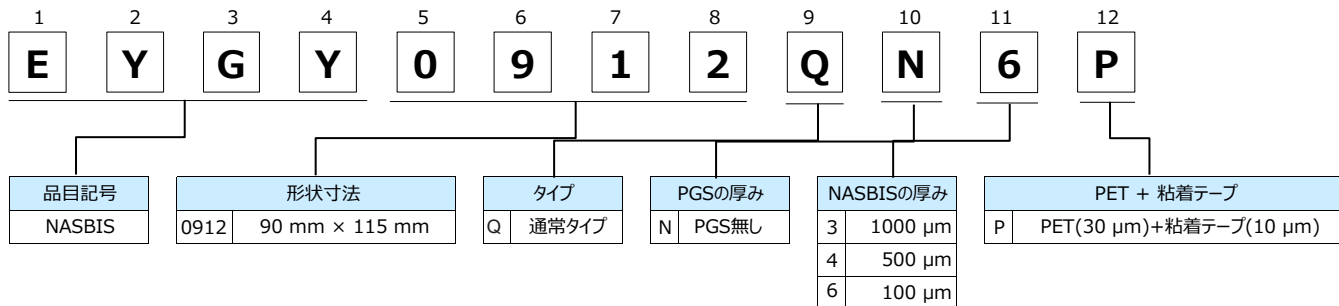 1 2 3 4 5 6 7 8 9 10 11 12
E Y G Y 0 9 1 2 Q N 6 P
品目記号 形状寸法 タイプ PGSの厚み NASBISの厚み PET + 粘着テープ
NASBIS 0912 90 mm × 115 mm Q 通常タイプ N PGS無し 3 1000 μm P PET(30 μm)+粘着テープ(10 μm)
4 500 μm
6 100 μm